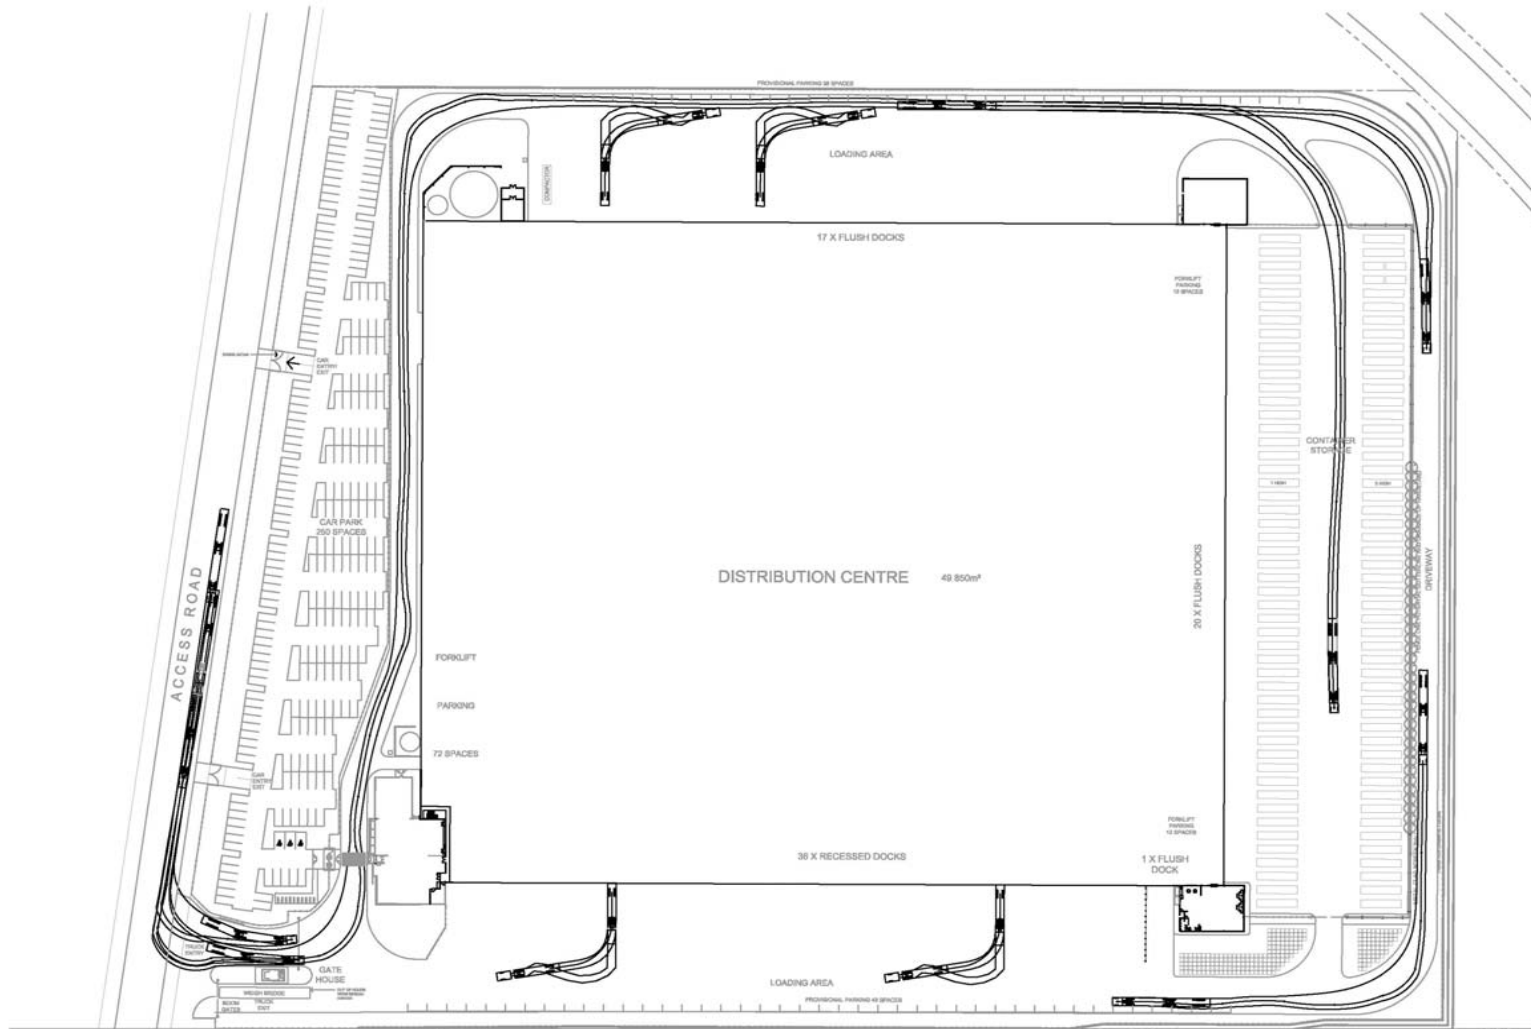 PROVISIONAL PARKING 38 SPACES
LOADING AREA
COMPACTOR
17 X FLUSH DOCKS
FORKLIFT
PARKING
13 SPACES
CAR
ENTRY/
EXIT
CONTAINER
STORAGE
CAR PARK
250 SPACES
ACCESS ROAD
DISTRIBUTION CENTRE
49 850m²
20 X FLUSH DOCKS
DRIVEWAY
FORKLIFT
PARKING
72 SPACES
CAR
ENTRY/
EXIT
FORKLIFT
PARKING
13 SPACES
36 X RECESSED DOCKS
1 X FLUSH
DOCK
TRUCK
ENTRY
GATE
HOUSE
WEIGH BRIDGE
BOOM
GATES
TRUCK
EXIT
LOADING AREA
PROVISIONAL PARKING 43 SPACES